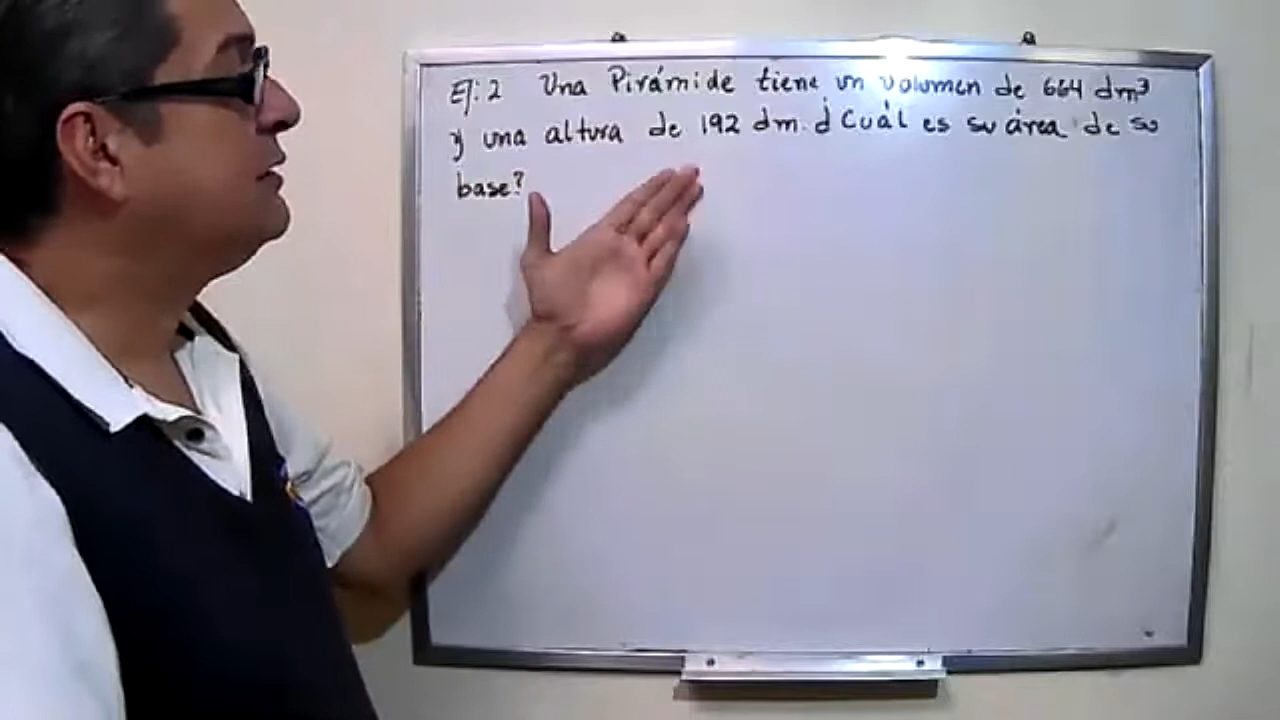 Ej: 2 Una Pirámide tiene un volumen de 664 dm³
y una altura de 192 dm. ¿Cuál es su área de su
base?